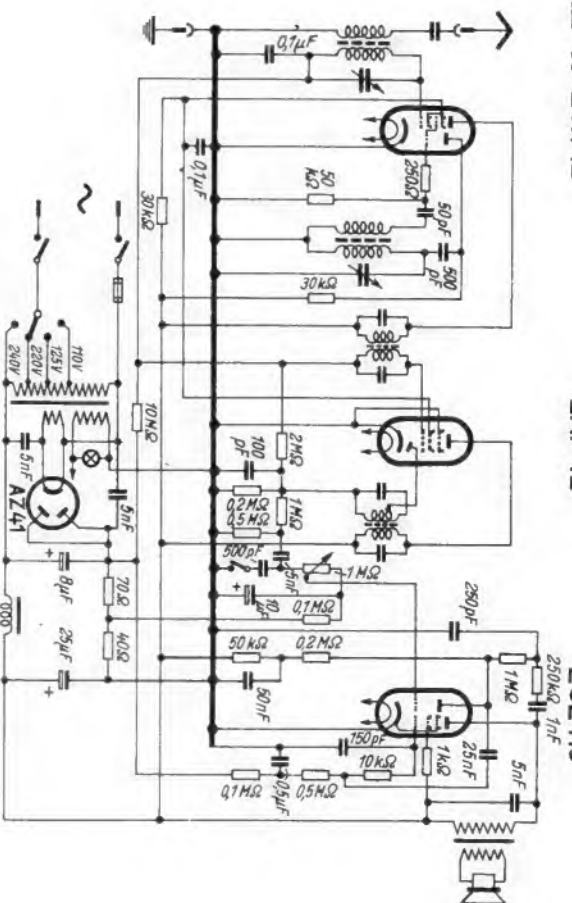 0,1µF
0,1µF
30kΩ
250Ω
50 kΩ
50pF
500 pF
30kΩ
10MΩ
2MΩ
100 pF
0,2MΩ
0,5MΩ
1MΩ
500pF
5nF
1MΩ
10 µF
0,1MΩ
250pF
50kΩ
0,2MΩ
50nF
1MΩ
250kΩ
1nF
150pF
1kΩ
25nF
5nF
10kΩ
0,1MΩ
0,5µF
0,5MΩ
~
240V
220V
125V
110V
5nF
AZ41
5nF
8µF
+
70Ω
25µF
+
40Ω
+